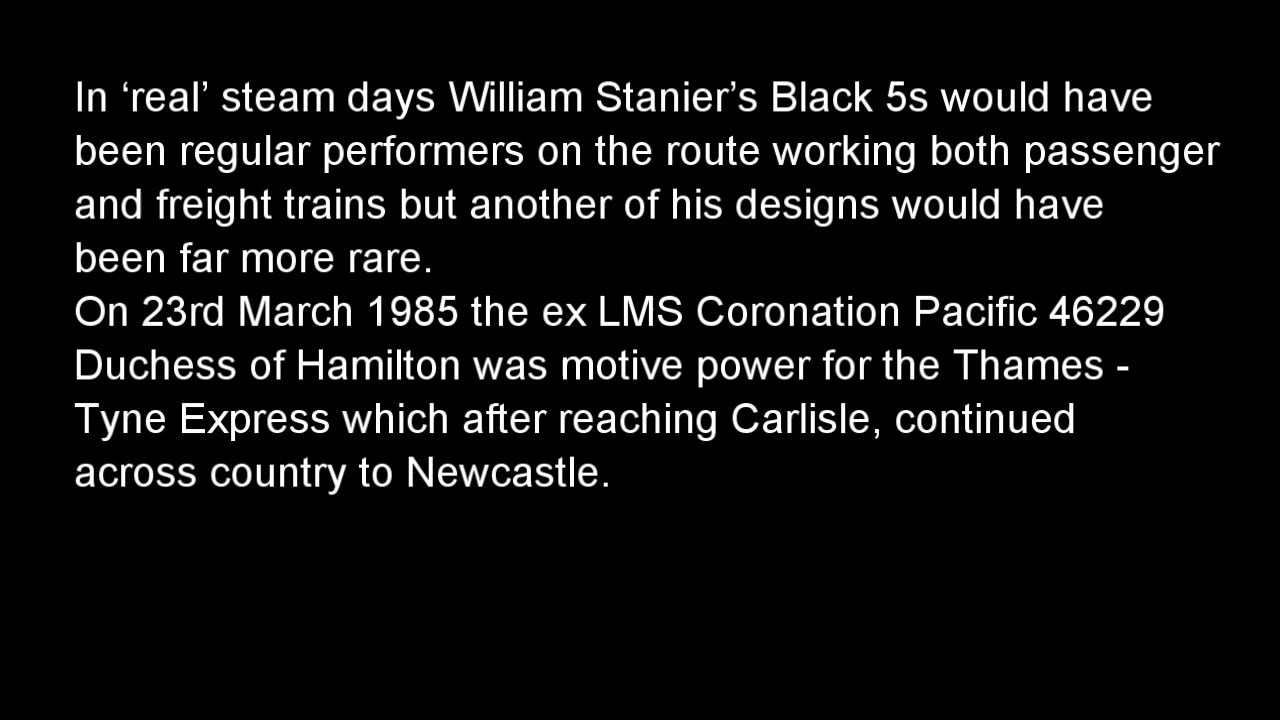 In ‘real’ steam days William Stanier’s Black 5s would have
been regular performers on the route working both passenger
and freight trains but another of his designs would have
been far more rare.
On 23rd March 1985 the ex LMS Coronation Pacific 46229
Duchess of Hamilton was motive power for the Thames -
Tyne Express which after reaching Carlisle, continued
across country to Newcastle.